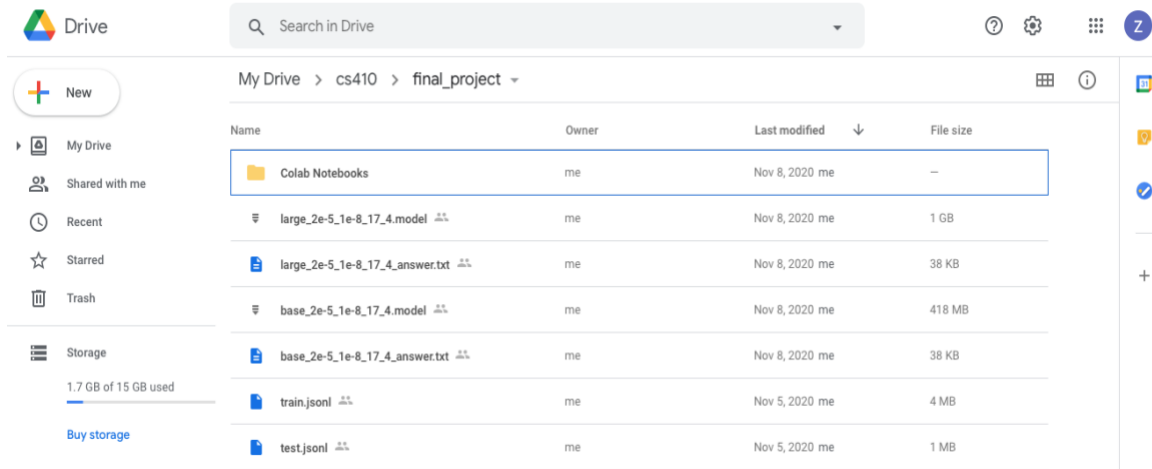 Drive
Search in Drive
Z
New
My Drive > cs410 > final_project
31
Name Owner Last modified File size
My Drive
Colab Notebooks me Nov 8, 2020 me —
Shared with me
large_2e-5_1e-8_17_4.model me Nov 8, 2020 me 1 GB
Recent
large_2e-5_1e-8_17_4_answer.txt me Nov 8, 2020 me 38 KB
Starred
Trash
base_2e-5_1e-8_17_4.model me Nov 8, 2020 me 418 MB
Storage
base_2e-5_1e-8_17_4_answer.txt me Nov 8, 2020 me 38 KB
1.7 GB of 15 GB used
train.jsonl me Nov 5, 2020 me 4 MB
Buy storage
test.jsonl me Nov 5, 2020 me 1 MB